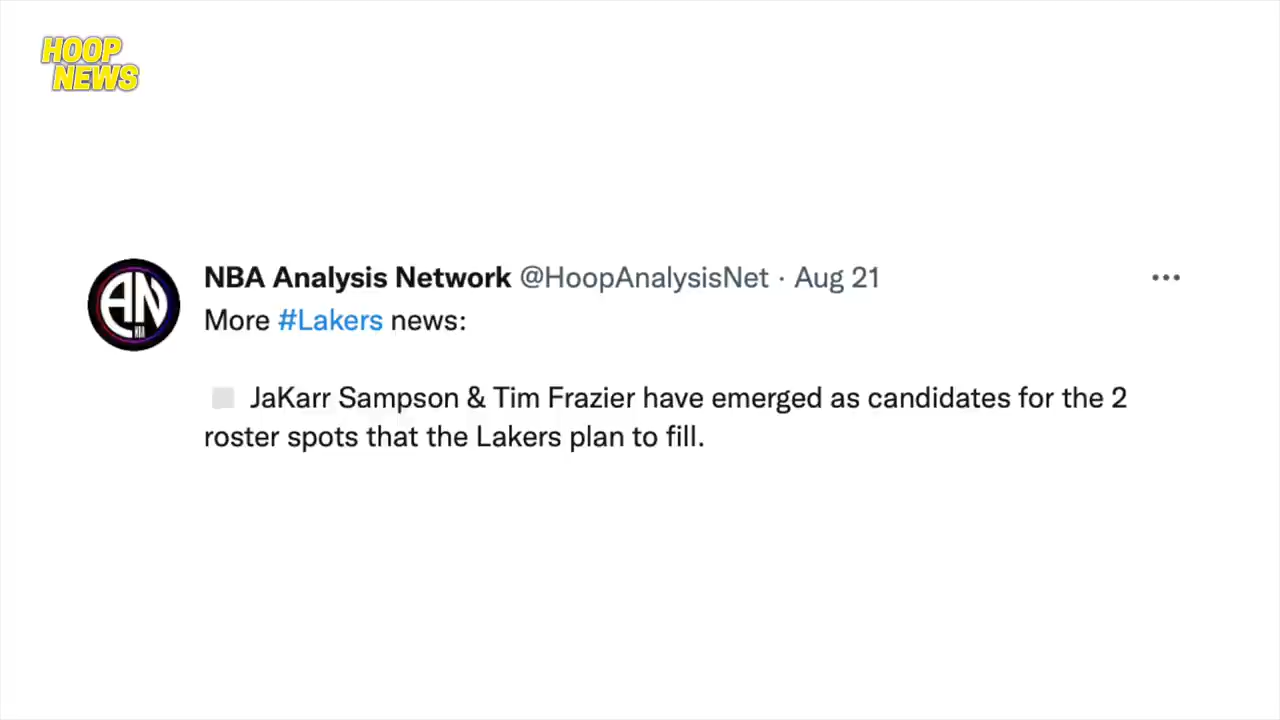 HOOP
NEWS
NBA Analysis Network @HoopAnalysisNet · Aug 21
More #Lakers news:
JaKarr Sampson & Tim Frazier have emerged as candidates for the 2
roster spots that the Lakers plan to fill.